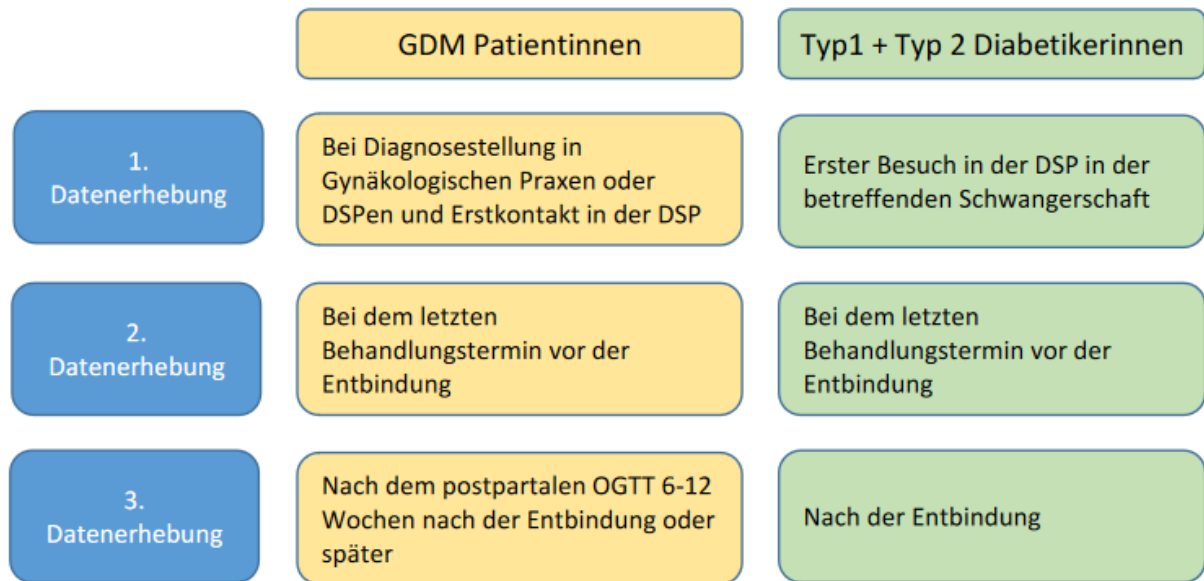 GDM Patientinnen
Typ1 + Typ 2 Diabetikerinnen
1.
Datenerhebung
Bei Diagnosestellung in
Gynäkologischen Praxen oder
DSPen und Erstkontakt in der DSP
Erster Besuch in der DSP in der
betreffenden Schwangerschaft
2.
Datenerhebung
Bei dem letzten
Behandlungstermin vor der
Entbindung
Bei dem letzten
Behandlungstermin vor der
Entbindung
3.
Datenerhebung
Nach dem postpartalen OGTT 6-12
Wochen nach der Entbindung oder
später
Nach der Entbindung